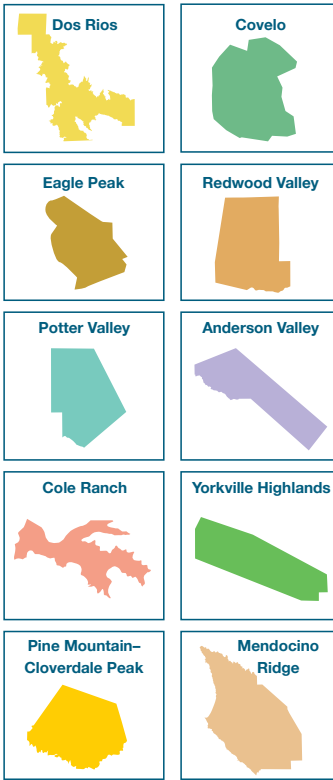 Dos Rios
Covelo
Eagle Peak
Redwood Valley
Potter Valley
Anderson Valley
Cole Ranch
Yorkville Highlands
Pine Mountain–
Cloverdale Peak
Mendocino
Ridge